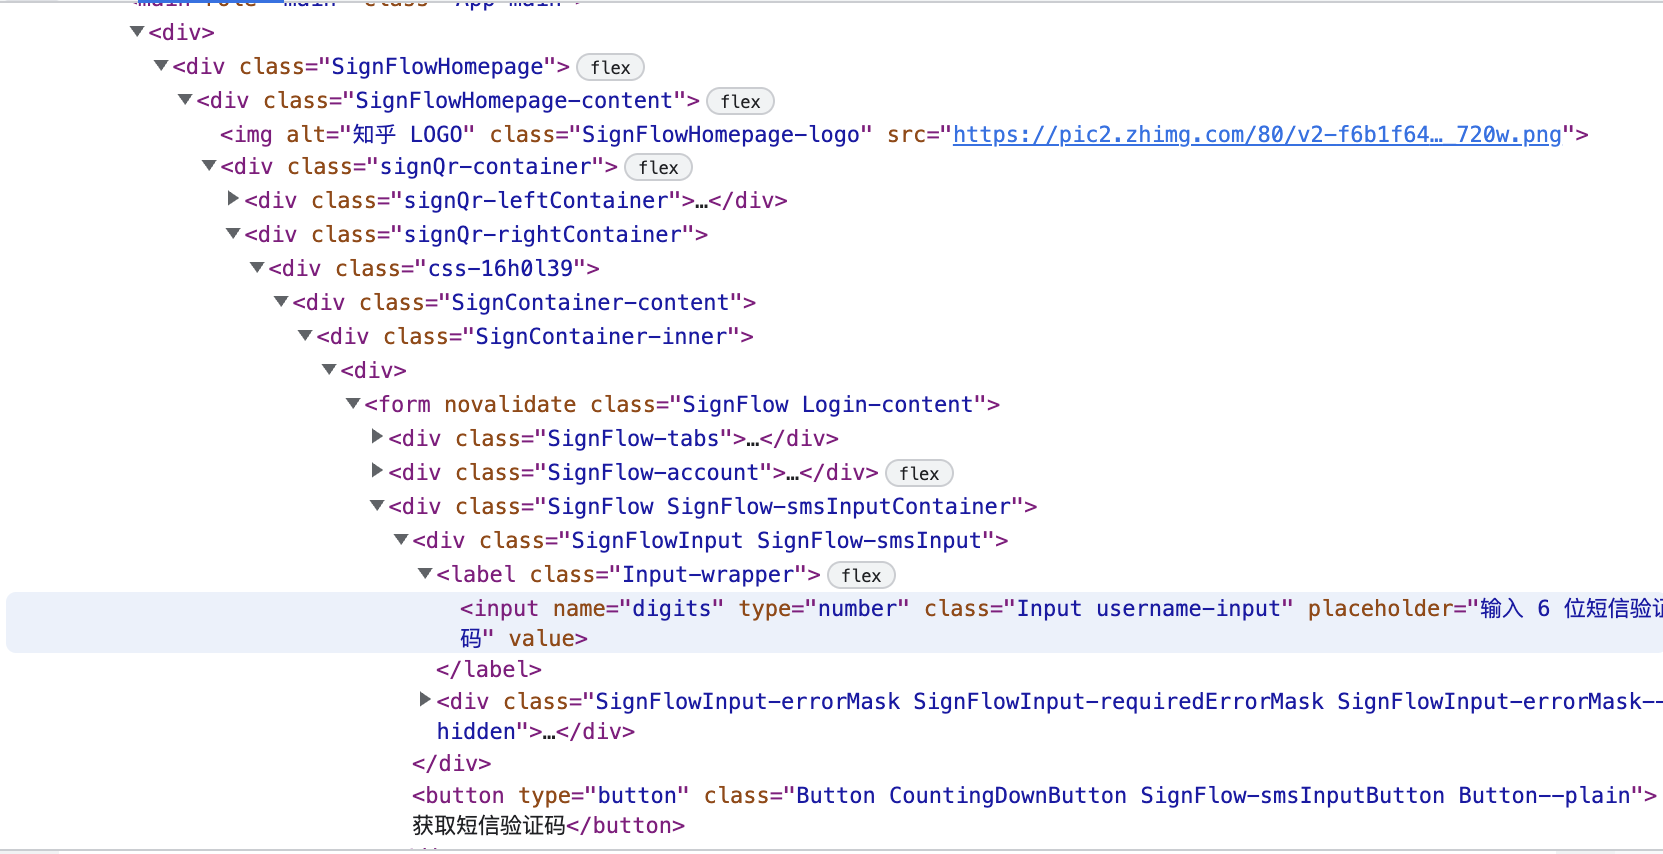 <main role="main" class="App-main">
<div>
<div class="SignFlowHomepage"> flex
<div class="SignFlowHomepage-content"> flex
<img alt="知乎 LOGO" class="SignFlowHomepage-logo" src="https://pic2.zhimg.com/80/v2-f6b1f64… 720w.png">
<div class="signQr-container"> flex
<div class="signQr-leftContainer">…</div>
<div class="signQr-rightContainer">
<div class="css-16h0l39">
<div class="SignContainer-content">
<div class="SignContainer-inner">
<div>
<form novalidate class="SignFlow Login-content">
<div class="SignFlow-tabs">…</div>
<div class="SignFlow-account">…</div> flex
<div class="SignFlow SignFlow-smsInputContainer">
<div class="SignFlowInput SignFlow-smsInput">
<label class="Input-wrapper"> flex
<input name="digits" type="number" class="Input username-input" placeholder="输入 6 位短信验证
码" value>
</label>
<div class="SignFlowInput-errorMask SignFlowInput-requiredErrorMask SignFlowInput-errorMask--
hidden">…</div>
</div>
<button type="button" class="Button CountingDownButton SignFlow-smsInputButton Button--plain">
获取短信验证码</button>